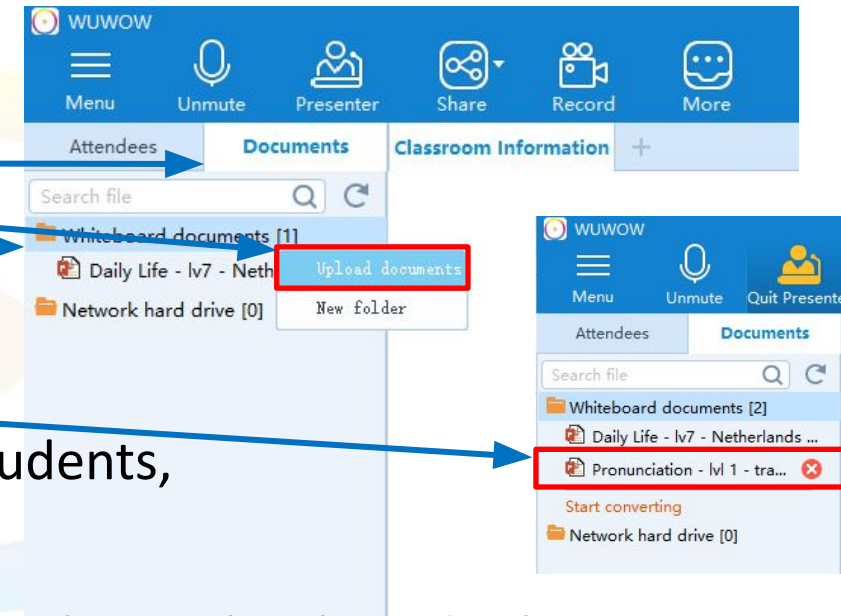 WUWOW
Menu Unmute Presenter Share Record More
Attendees Documents Classroom Information +
Search file
Whiteboard documents [1]
Daily Life - lv7 - Neth
Network hard drive [0]
Upload documents
New folder
WUWOW
Menu Unmute Quit Presente
Attendees Documents
Search file
Whiteboard documents [2]
Daily Life - lv7 - Netherlands ...
Pronunciation - lvl 1 - tra...
Start converting
Network hard drive [0]
udents,